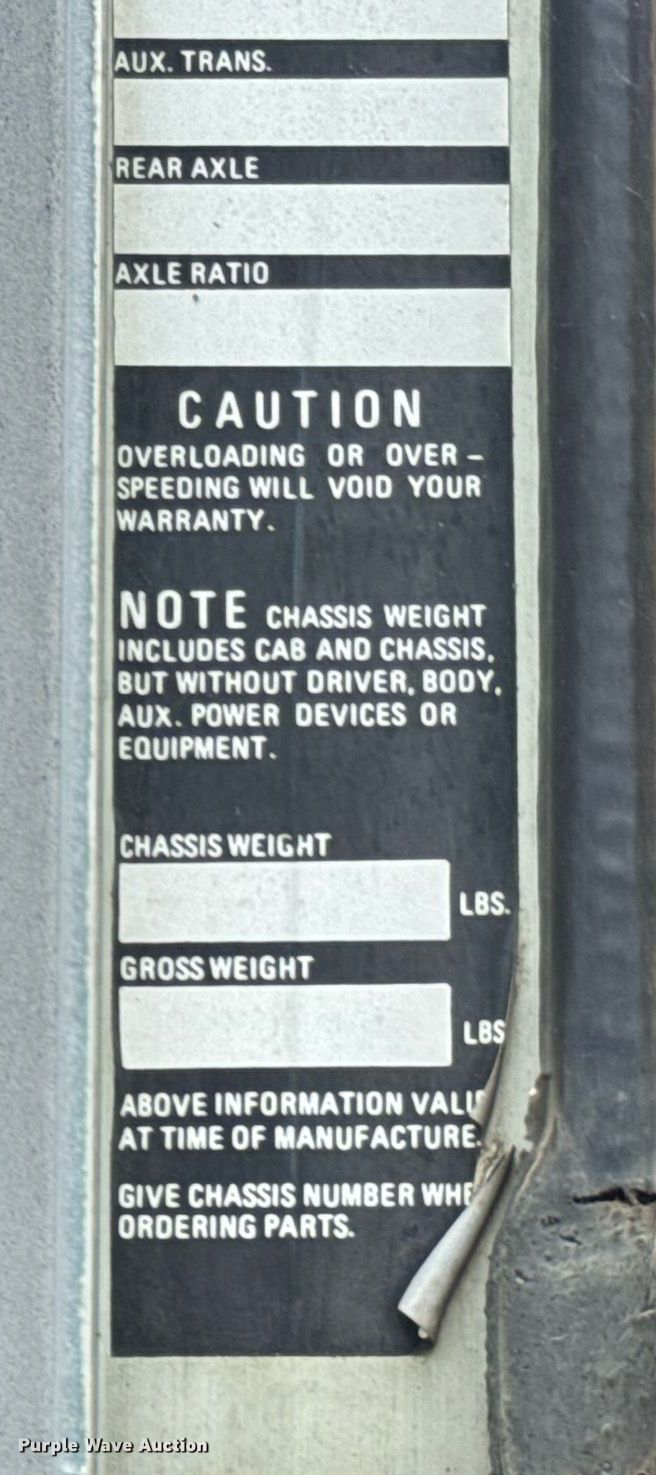 AUX. TRANS.
REAR AXLE
AXLE RATIO
CAUTION
OVERLOADING OR OVER –
SPEEDING WILL VOID YOUR
WARRANTY.
NOTE CHASSIS WEIGHT
INCLUDES CAB AND CHASSIS,
BUT WITHOUT DRIVER, BODY,
AUX. POWER DEVICES OR
EQUIPMENT.
CHASSIS WEIGHT
LBS.
GROSS WEIGHT
LBS
ABOVE INFORMATION
AT TIME OF MANUFACTURE.
GIVE CHASSIS NUMBER
ORDERING PARTS.
Purple Wave Auction